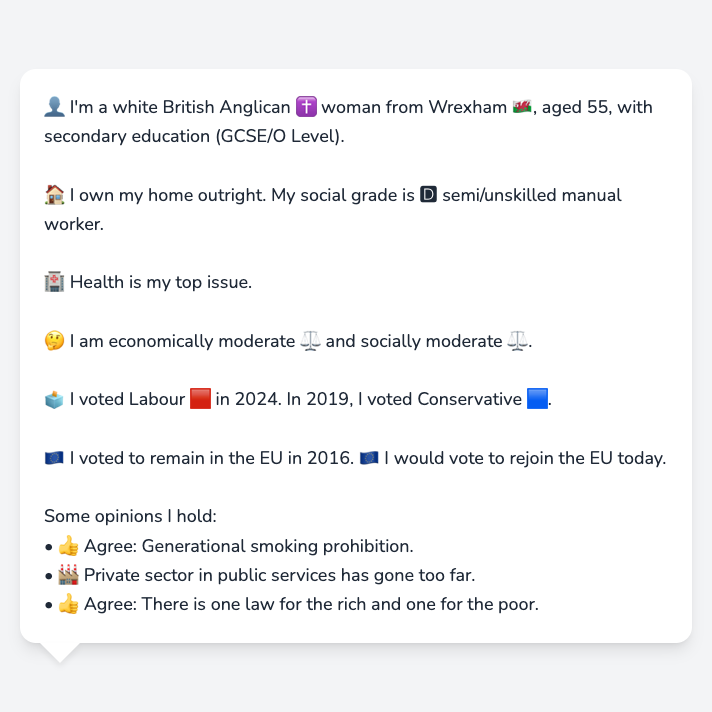 👤 I'm a white British Anglican ✝️ woman from Wrexham 🏴󠁧󠁢󠁷󠁬󠁳󠁿, aged 55, with
secondary education (GCSE/O Level).
🏠 I own my home outright. My social grade is 🅳 semi/unskilled manual
worker.
🏥 Health is my top issue.
🤔 I am economically moderate ⚖️ and socially moderate ⚖️.
🗳️ I voted Labour 🟥 in 2024. In 2019, I voted Conservative 🟦.
🇪🇺 I voted to remain in the EU in 2016. 🇪🇺 I would vote to rejoin the EU today.
Some opinions I hold:
• 👍 Agree: Generational smoking prohibition.
• 🏭 Private sector in public services has gone too far.
• 👍 Agree: There is one law for the rich and one for the poor.